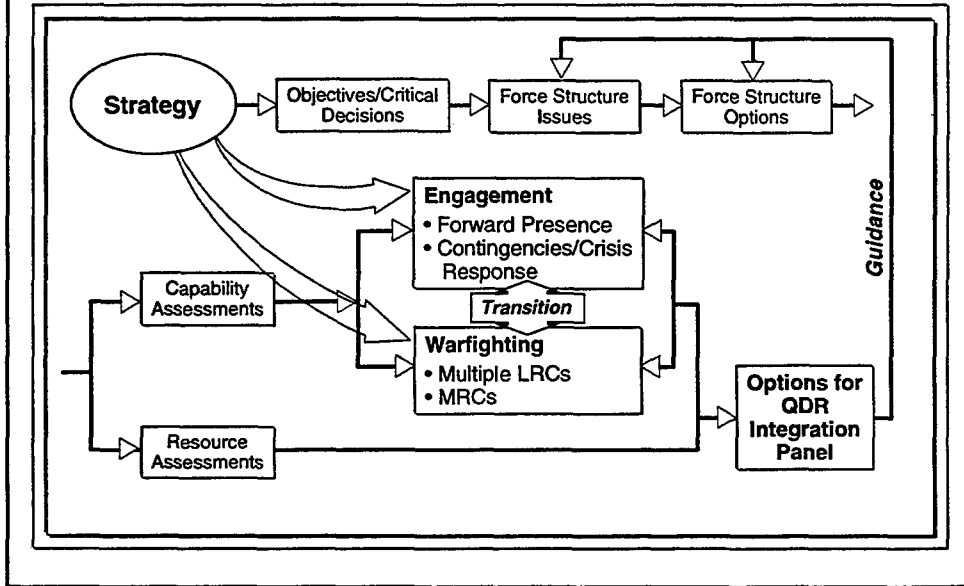 Strategy
Objectives/Critical
Decisions
Force Structure
Issues
Force Structure
Options
Guidance
Engagement
• Forward Presence
• Contingencies/Crisis
Response
Capability
Assessments
Transition
Warfighting
• Multiple LRCs
• MRCs
Options for
QDR
Integration
Panel
Resource
Assessments